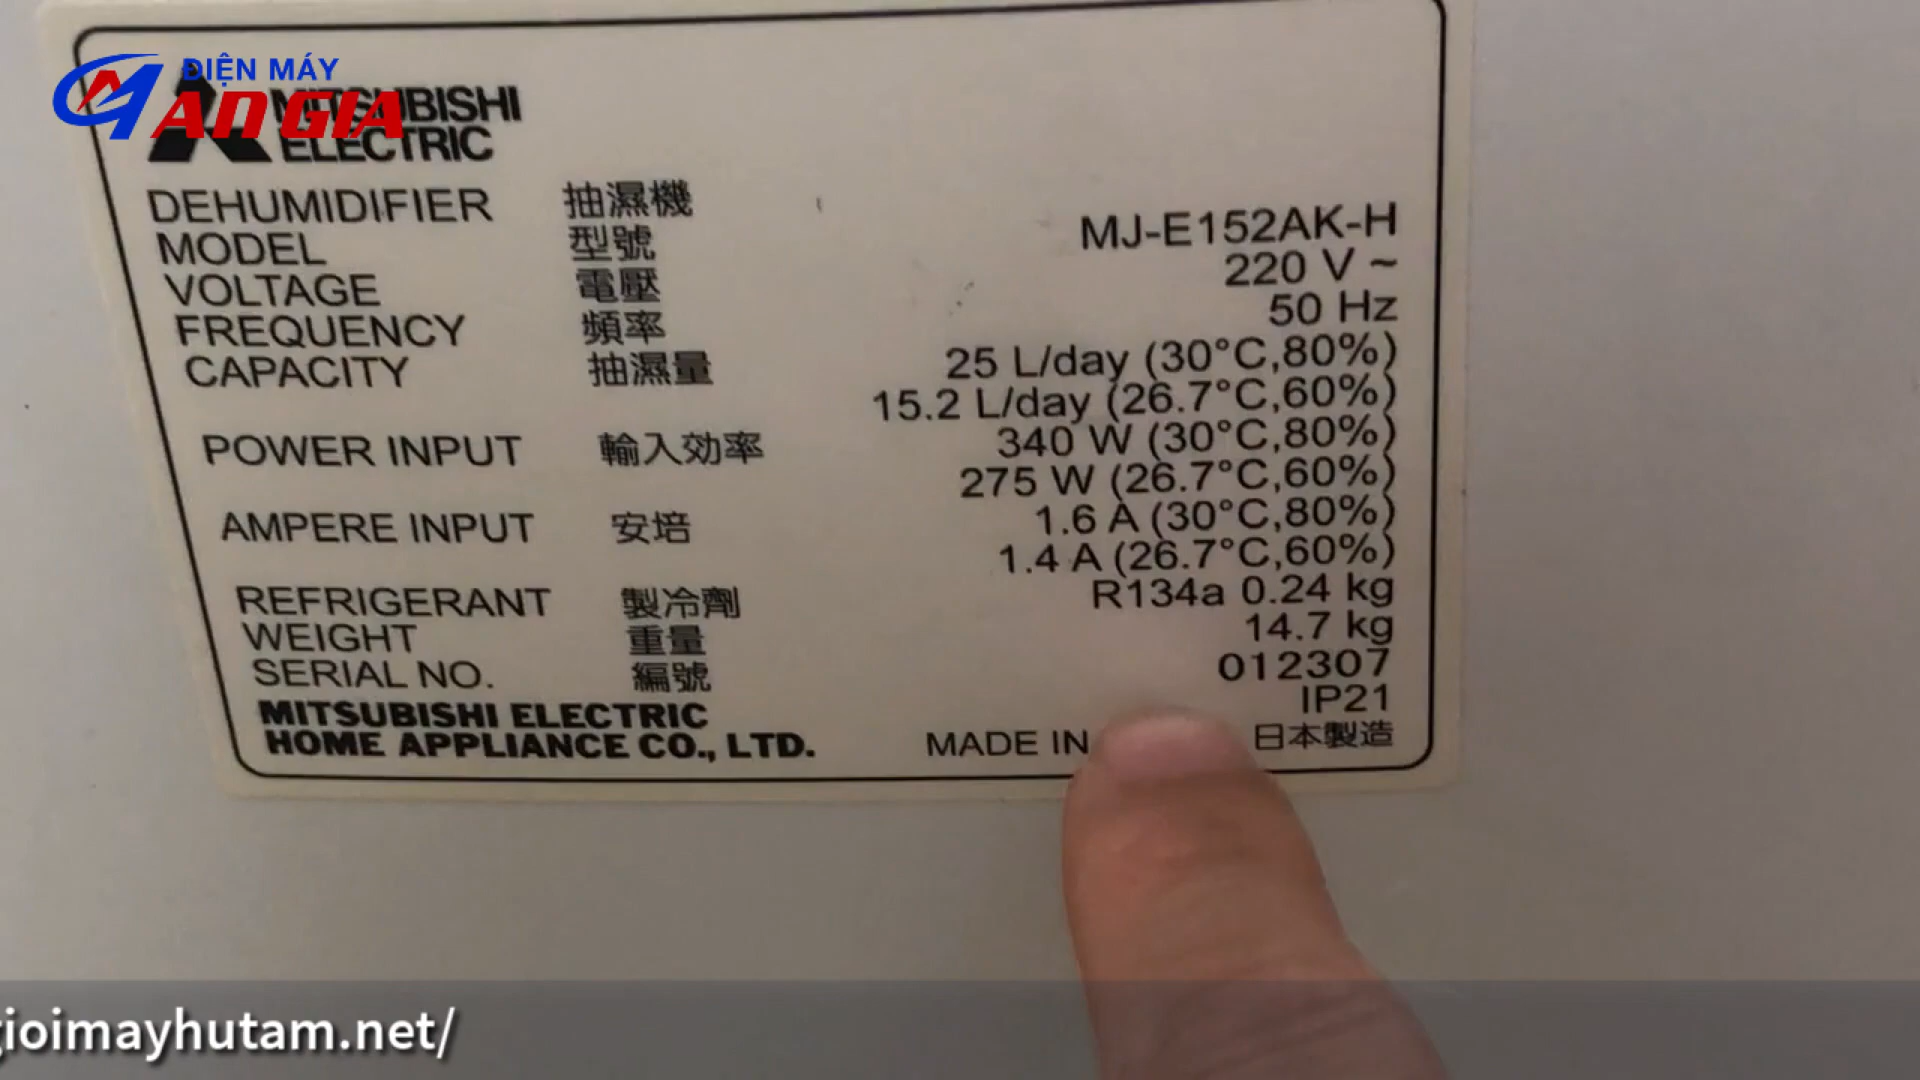 ĐIỆN MÁY
AN GIA
MITSUBISHI
ELECTRIC
DEHUMIDIFIER 抽濕機
MODEL 型號 MJ-E152AK-H
VOLTAGE 電壓 220 V ~
FREQUENCY 頻率 50 Hz
CAPACITY 抽濕量 25 L/day (30°C,80%)
15.2 L/day (26.7°C,60%)
POWER INPUT 輸入効率 340 W (30°C,80%)
275 W (26.7°C,60%)
AMPERE INPUT 安培 1.6 A (30°C,80%)
1.4 A (26.7°C,60%)
REFRIGERANT 製冷劑 R134a 0.24 kg
WEIGHT 重量 14.7 kg
SERIAL NO. 編號 012307
IP21
MITSUBISHI ELECTRIC
HOME APPLIANCE CO., LTD. MADE IN 日本製造
gioimayhutam.net/